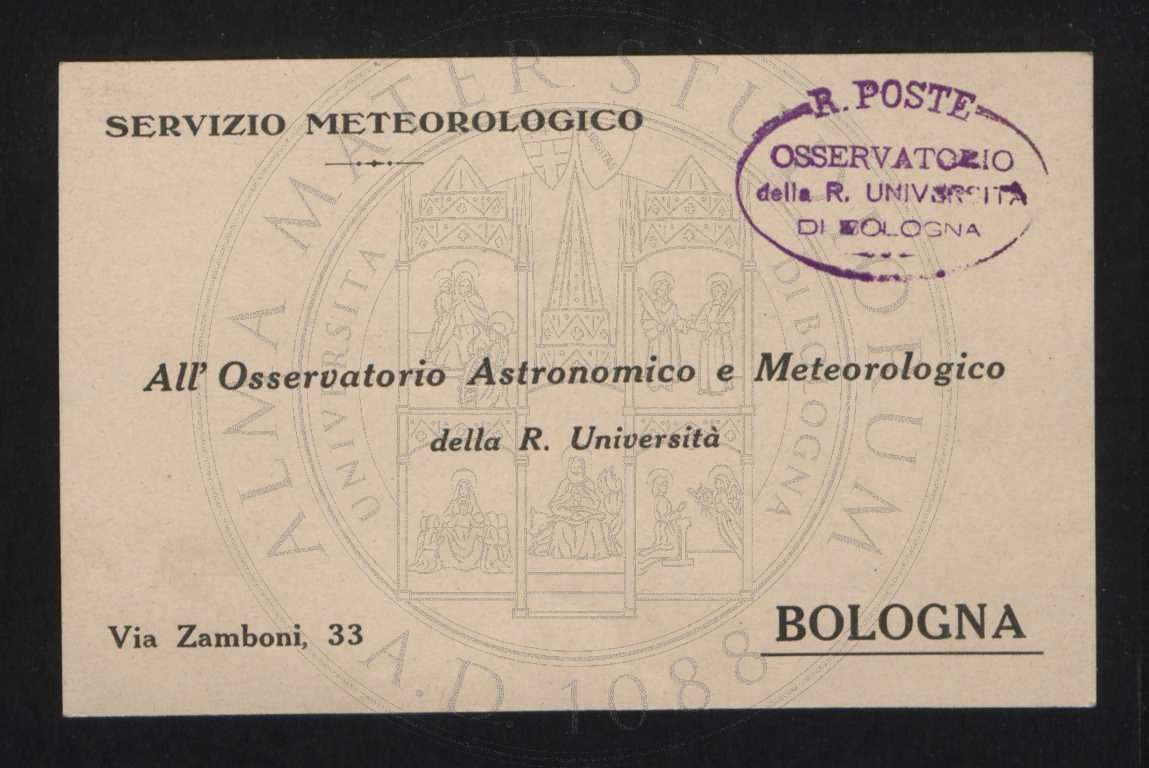 SERVIZIO METEOROLOGICO
R. POSTE
OSSERVATORIO
della R. UNIVERSITÀ
DI BOLOGNA
All' Osservatorio Astronomico e Meteorologico
della R. Università
Via Zamboni, 33
BOLOGNA
ALMA MATER STUDIORUM
UNIVERSITA DI BOLOGNA
A.D. 1088